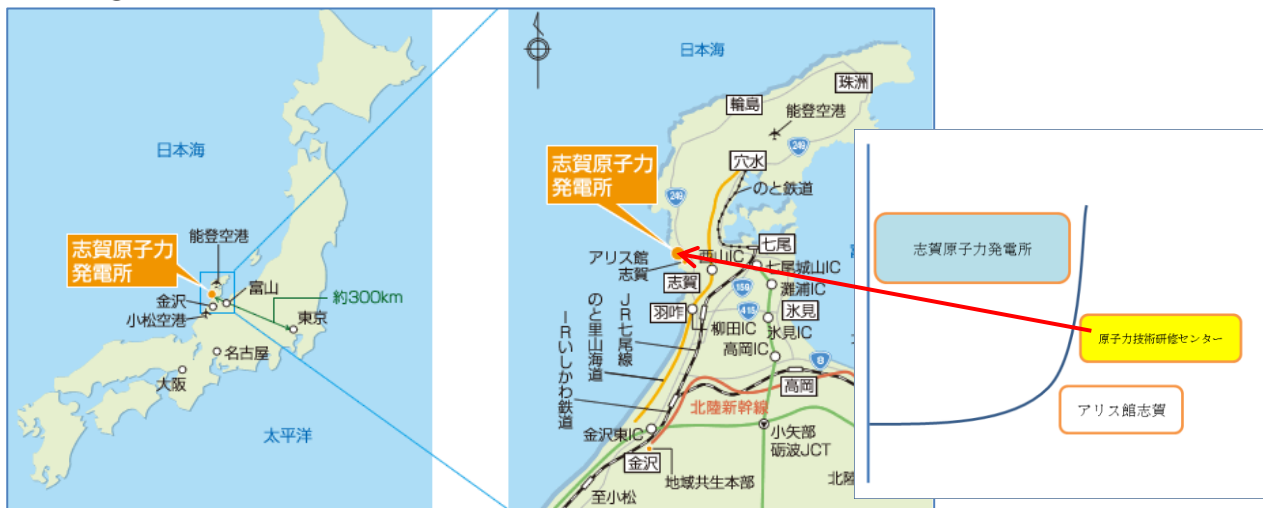 日本海
志賀原子力
発電所
能登空港
金沢
富山
小松空港
約300km
東京
名古屋
大阪
太平洋
日本海
珠洲
輪島
能登空港
249
249
穴水
のと鉄道
志賀原子力
発電所
アリス館
志賀
西山IC
七尾
七尾城山IC
志賀
159
灘浦IC
羽咋
415
氷見
柳田IC
氷見IC
高岡IC
8
高岡
JR七尾線
のと里山海道
IRいしかわ鉄道
北陸新幹線
金沢東IC
小矢部
砺波JCT
金沢
地域共生本部
北陸
至小松
志賀原子力発電所
原子力技術研修センター
アリス館志賀